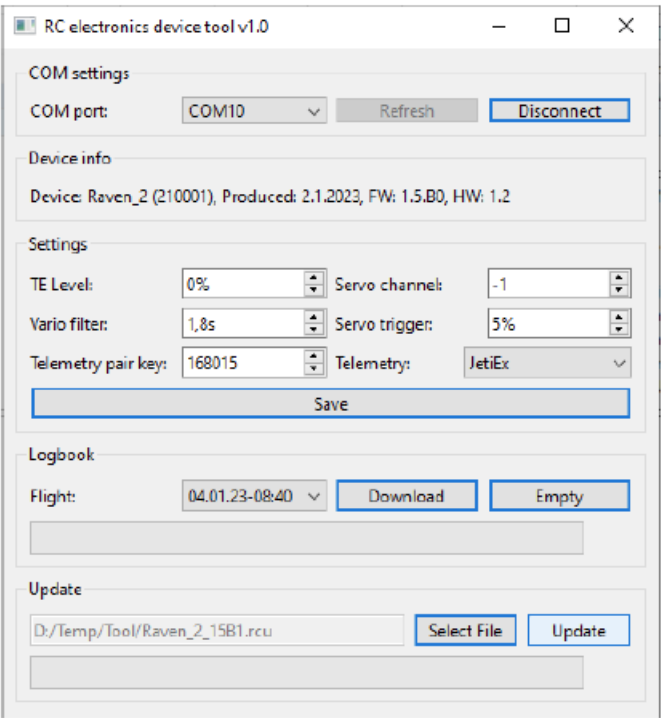 RC electronics device tool v1.0
COM settings
COM port: COM10 Refresh Disconnect
Device info
Device: Raven_2 (210001), Produced: 2.1.2023, FW: 1.5.B0, HW: 1.2
Settings
TE Level: 0% Servo channel: -1
Vario filter: 1,8s Servo trigger: 5%
Telemetry pair key: 168015 Telemetry: JetiEx
Save
Logbook
Flight: 04.01.23-08:40 Download Empty
Update
D:/Temp/Tool/Raven_2_15B1.rcu Select File Update